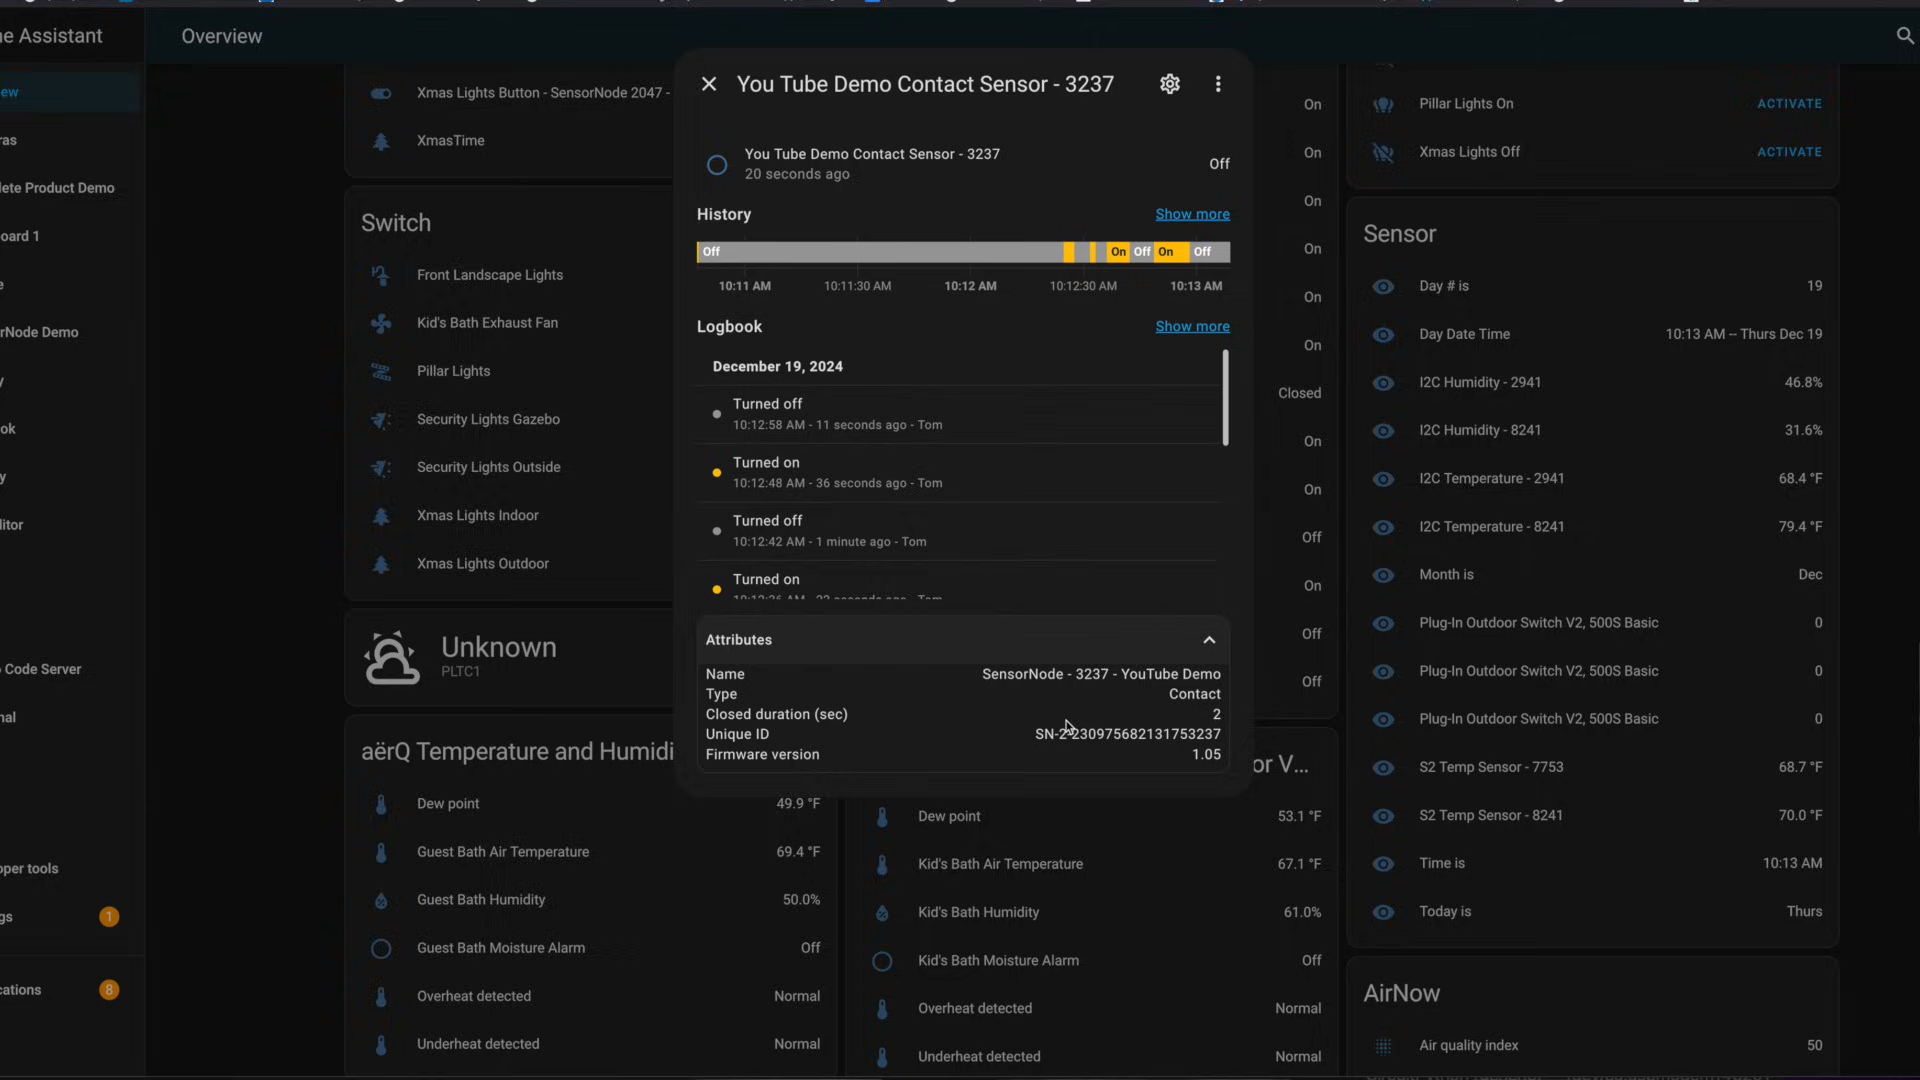 e Assistant
Overview
ew
ras
lete Product Demo
oard 1
e
rNode Demo
y
ok
y
itor
Code Server
nal
oper tools
gs
1
cations
8
Xmas Lights Button - SensorNode 2047 -
XmasTime
Switch
Front Landscape Lights
Kid's Bath Exhaust Fan
Pillar Lights
Security Lights Gazebo
Security Lights Outside
Xmas Lights Indoor
Xmas Lights Outdoor
Unknown
PLTC1
aërQ Temperature and Humidi
Dew point 49.9 °F
Guest Bath Air Temperature 69.4 °F
Guest Bath Humidity 50.0%
Guest Bath Moisture Alarm Off
Overheat detected Normal
Underheat detected Normal
You Tube Demo Contact Sensor - 3237
You Tube Demo Contact Sensor - 3237
20 seconds ago
Off
History Show more
Off On Off On Off
10:11 AM 10:11:30 AM 10:12 AM 10:12:30 AM 10:13 AM
Logbook Show more
December 19, 2024
Turned off
10:12:58 AM - 11 seconds ago - Tom
Turned on
10:12:48 AM - 36 seconds ago - Tom
Turned off
10:12:42 AM - 1 minute ago - Tom
Turned on
Attributes
Name SensorNode - 3237 - YouTube Demo
Type Contact
Closed duration (sec) 2
Unique ID
Firmware version 1.05
On
On
On
On
On
On
Closed
On
On
Off
On
Off
Off
or V...
Dew point 53.1 °F
Kid's Bath Air Temperature 67.1 °F
Kid's Bath Humidity 61.0%
Kid's Bath Moisture Alarm Off
Overheat detected Normal
Underheat detected Normal
Pillar Lights On ACTIVATE
Xmas Lights Off ACTIVATE
Sensor
Day # is 19
Day Date Time 10:13 AM -- Thurs Dec 19
I2C Humidity - 2941 46.8%
I2C Humidity - 8241 31.6%
I2C Temperature - 2941 68.4 °F
I2C Temperature - 8241 79.4 °F
Month is Dec
Plug-In Outdoor Switch V2, 500S Basic 0
Plug-In Outdoor Switch V2, 500S Basic 0
Plug-In Outdoor Switch V2, 500S Basic 0
S2 Temp Sensor - 7753 68.7 °F
S2 Temp Sensor - 8241 70.0 °F
Time is 10:13 AM
Today is Thurs
AirNow
Air quality index 50